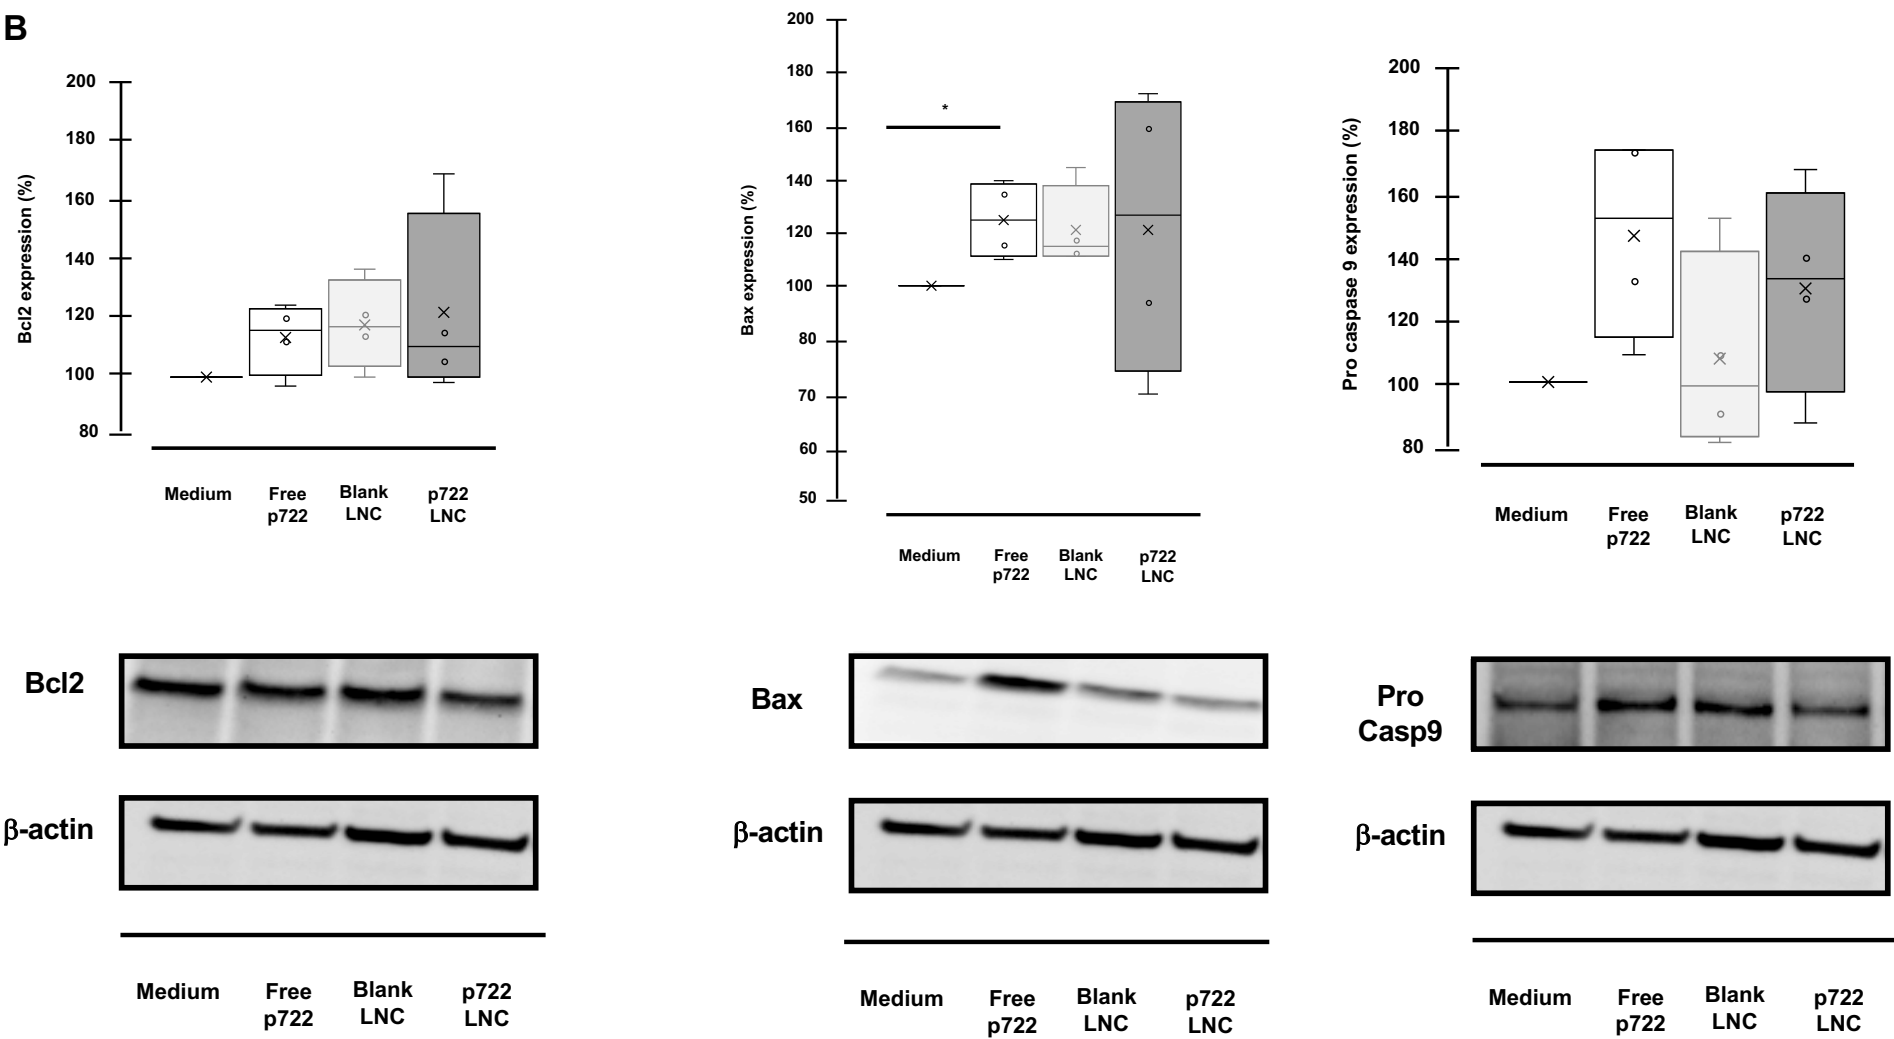 B
200
180
160
140
120
100
80
Bcl2 expression (%)
Medium
Free
p722
Blank
LNC
p722
LNC
200
180
160
140
120
100
80
70
60
50
Bax expression (%)
*
Medium
Free
p722
Blank
LNC
p722
LNC
200
180
160
140
120
100
80
Pro caspase 9 expression (%)
Medium
Free
p722
Blank
LNC
p722
LNC
Bcl2
β-actin
Medium
Free
p722
Blank
LNC
p722
LNC
Bax
β-actin
Medium
Free
p722
Blank
LNC
p722
LNC
Pro
Casp9
β-actin
Medium
Free
p722
Blank
LNC
p722
LNC